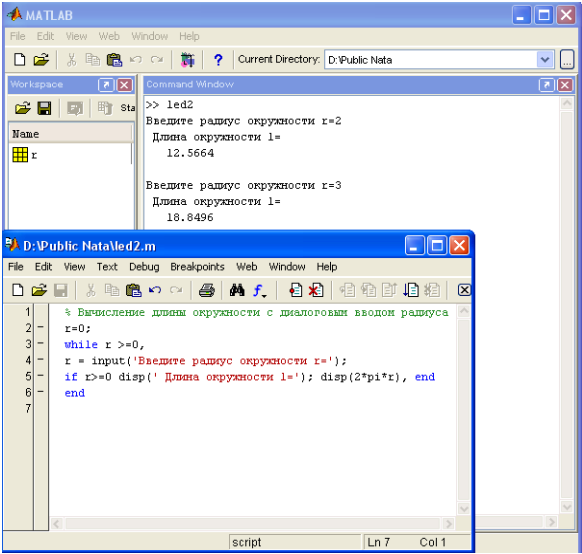 MATLAB
File Edit View Web Window Help
Current Directory: D:\Public Nata
...
Workspace
Command Window
Sta
Name
r
>> led2
Введите радиус окружности r=2
Длина окружности l=
12.5664
Введите радиус окружности r=3
Длина окружности l=
18.8496
D:\Public Nata\led2.m
File Edit View Text Debug Breakpoints Web Window Help
1 % Вычисление длины окружности с диалоговым вводом радиуса
2 - r=0;
3 - while r >=0,
4 - r = input('Введите радиус окружности r=');
5 - if r>=0 disp(' Длина окружности l='); disp(2*pi*r), end
6 - end
7
script
Ln 7
Col 1